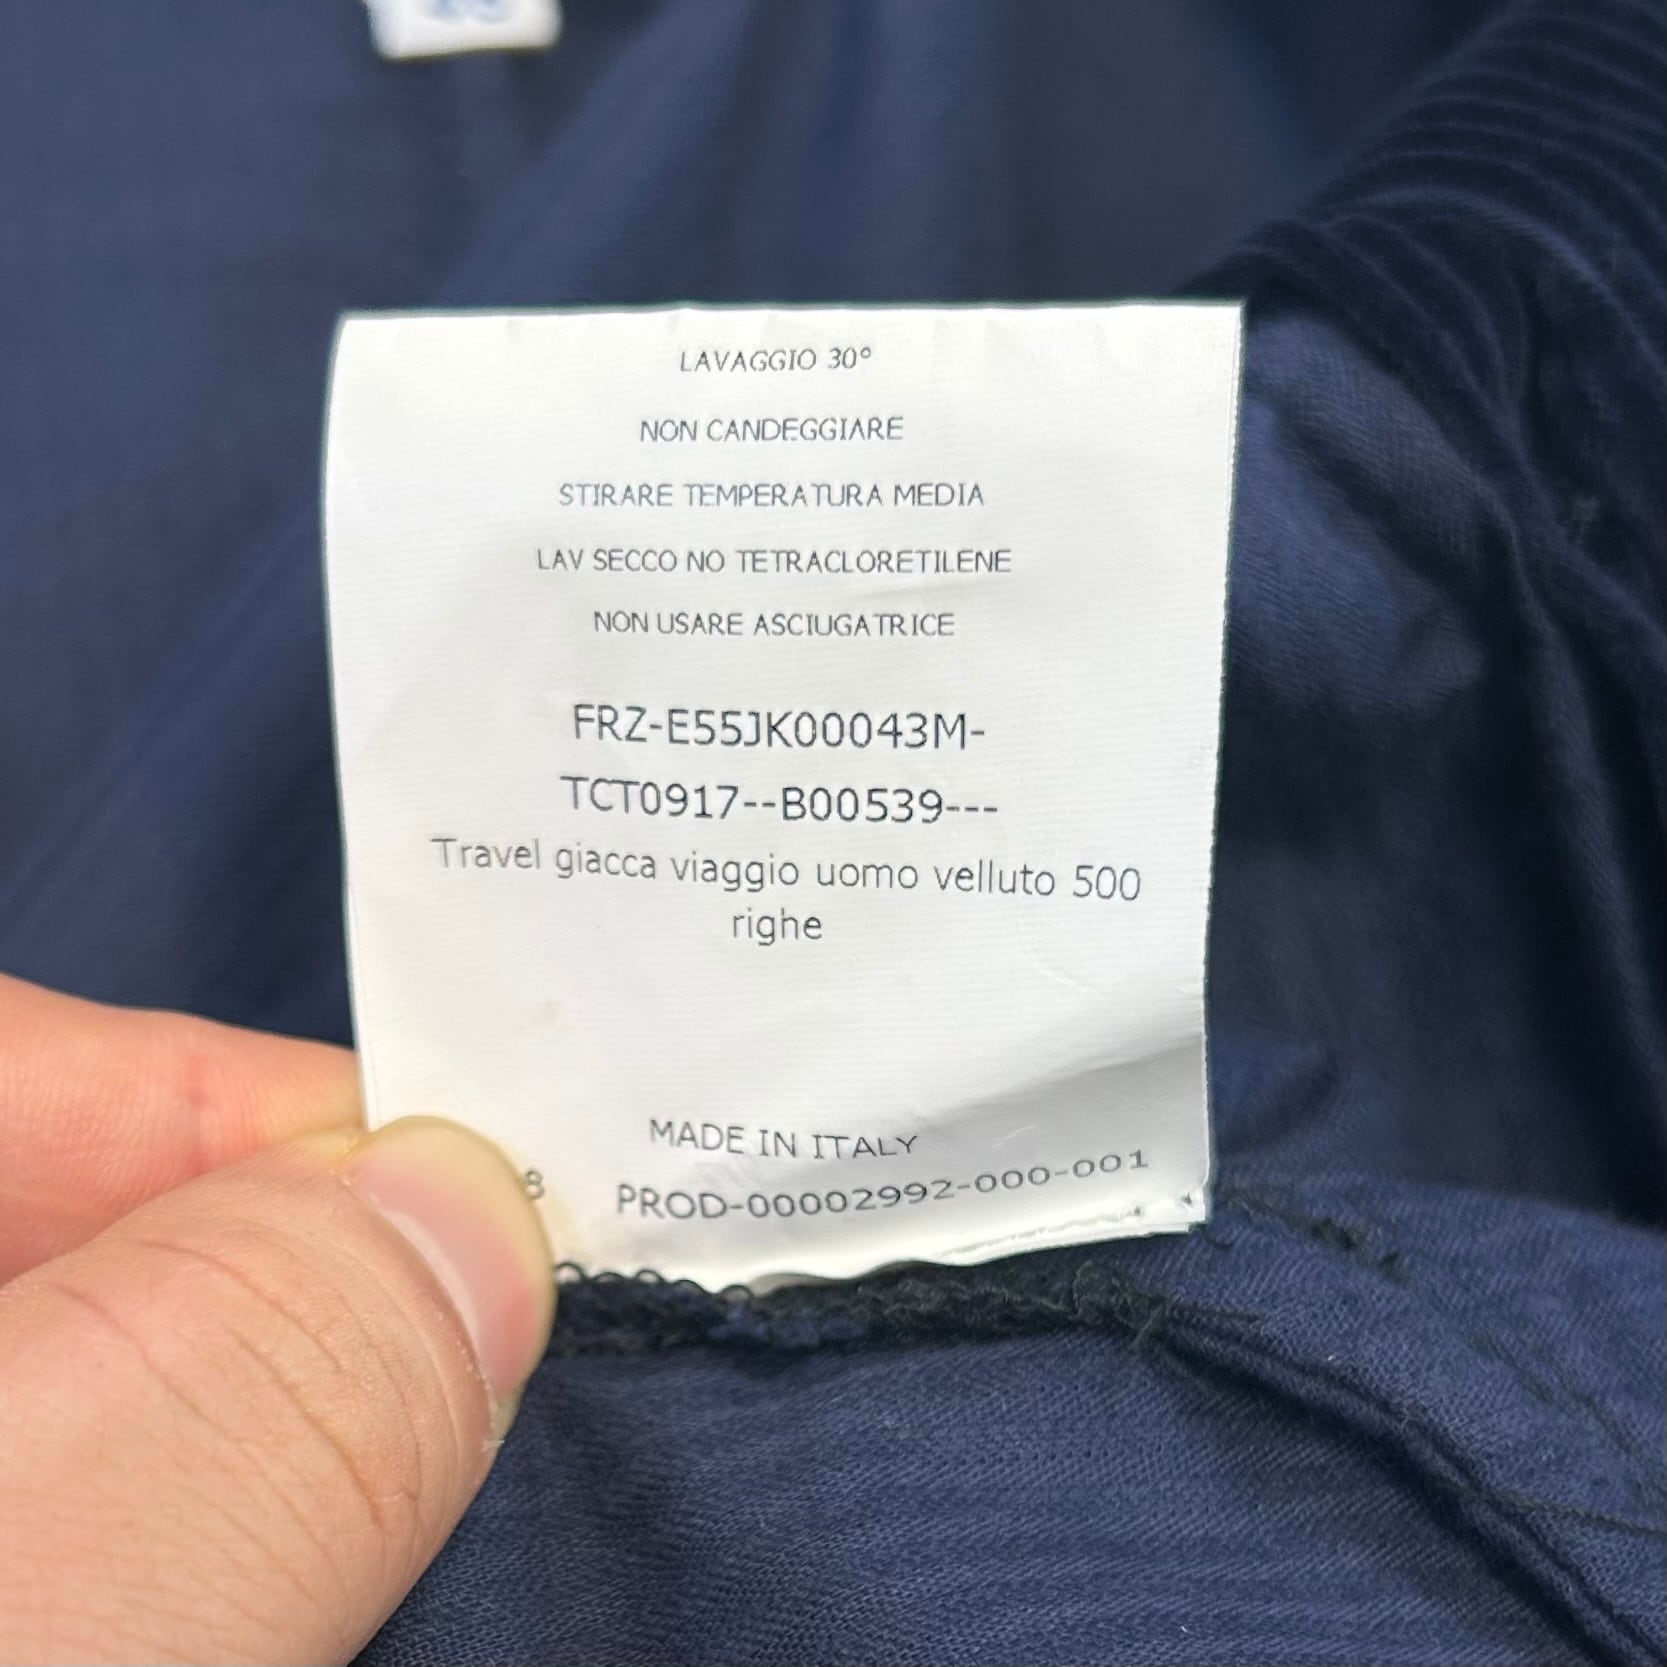 LAVAGGIO 30°
NON CANDEGGIARE
STIRARE TEMPERATURA MEDIA
LAV SECCO NO TETRACLORETILENE
NON USARE ASCIUGATRICE
FRZ-E55JK00043M-
TCT0917--B00539---
Travel giacca viaggio uomo velluto 500
righe
MADE IN ITALY
8 PROD-00002992-000-001